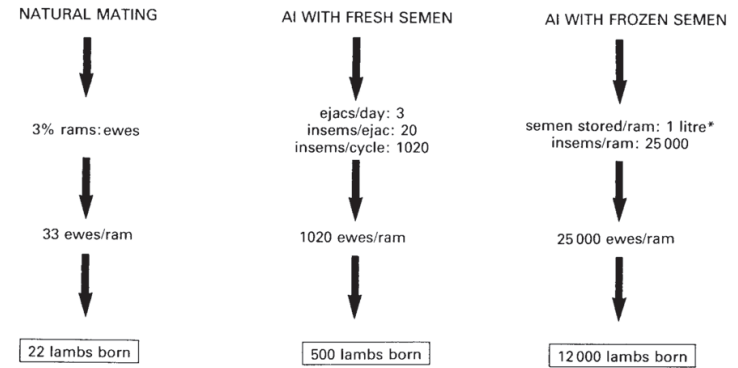 NATURAL MATING
3% rams:ewes
33 ewes/ram
22 lambs born
AI WITH FRESH SEMEN
ejacs/day: 3
insems/ejac: 20
insems/cycle: 1020
1020 ewes/ram
500 lambs born
AI WITH FROZEN SEMEN
semen stored/ram: 1 litre*
insems/ram: 25 000
25 000 ewes/ram
12 000 lambs born